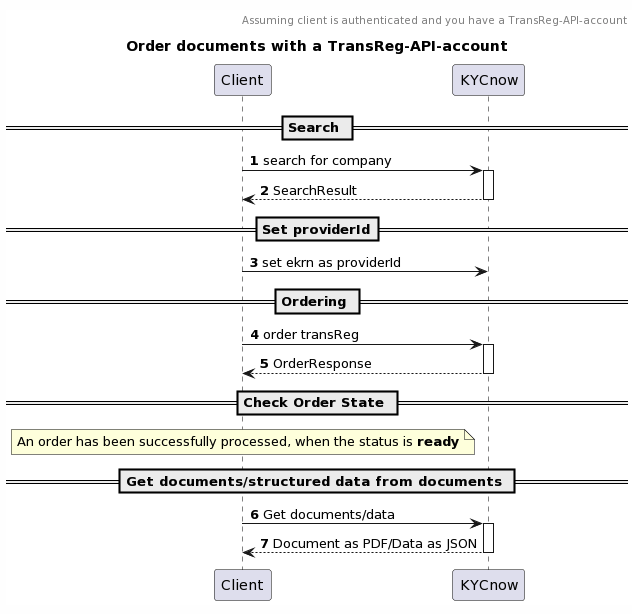 Assuming client is authenticated and you have a TransReg-API-account
Order documents with a TransReg-API-account
Client KYCnow
Search
1 search for company
2 SearchResult
Set providerId
3 set ekrn as providerId
Ordering
4 order transReg
5 OrderResponse
Check Order State
An order has been successfully processed, when the status is ready
Get documents/structured data from documents
6 Get documents/data
7 Document as PDF/Data as JSON
Client KYCnow